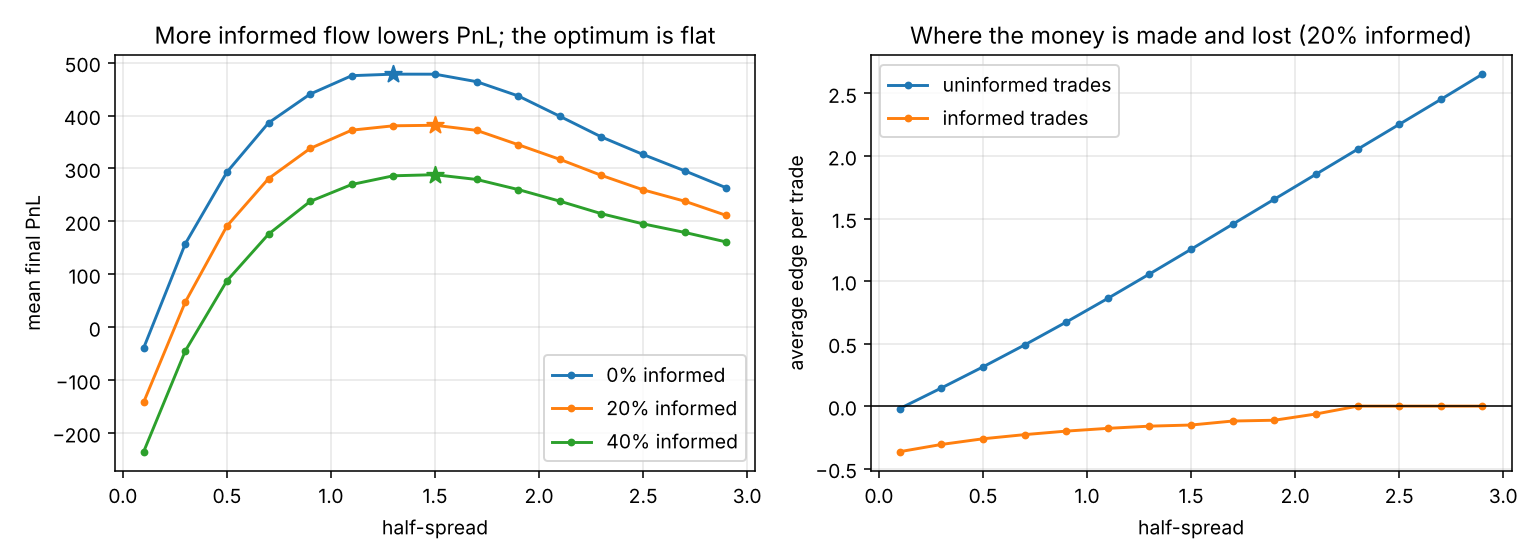 More informed flow lowers PnL; the optimum is flat
500
400
300
200
100
0
−100
−200
mean final PnL
0.0 0.5 1.0 1.5 2.0 2.5 3.0
half-spread
0% informed
20% informed
40% informed
Where the money is made and lost (20% informed)
uninformed trades
informed trades
2.5
2.0
1.5
1.0
0.5
0.0
−0.5
average edge per trade
0.0 0.5 1.0 1.5 2.0 2.5 3.0
half-spread